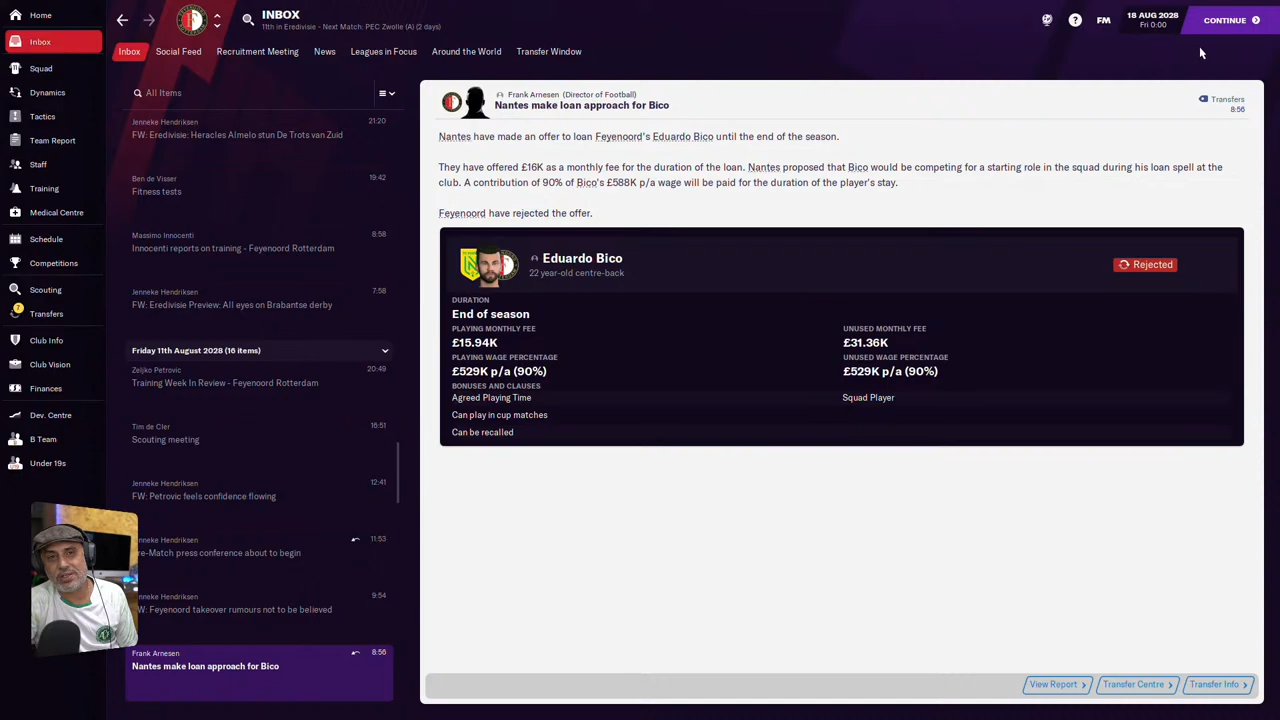 Home
INBOX
11th in Eredivisie - Next Match: PEC Zwolle (A) (2 days)
?
FM
18 AUG 2028
Fri 0:00
CONTINUE
Inbox
Squad
Dynamics
Tactics
Team Report
Staff
Training
Medical Centre
Schedule
Competitions
Scouting
7
Transfers
Club Info
Club Vision
Finances
Dev. Centre
B Team
Under 19s
Inbox
Social Feed
Recruitment Meeting
News
Leagues in Focus
Around the World
Transfer Window
All Items
Jenneke Hendriksen
21:20
FW: Eredivisie: Heracles Almelo stun De Trots van Zuid
Ben de Visser
19:42
Fitness tests
Massimo Innocenti
8:58
Innocenti reports on training - Feyenoord Rotterdam
Jenneke Hendriksen
7:58
FW: Eredivisie Preview: All eyes on Brabantse derby
Friday 11th August 2028 (16 items)
Zeljko Petrovic
20:49
Training Week In Review - Feyenoord Rotterdam
Tim de Cler
16:51
Scouting meeting
Jenneke Hendriksen
12:41
FW: Petrovic feels confidence flowing
enneke Hendriksen
11:53
re-Match press conference about to begin
enneke Hendriksen
9:54
W: Feyenoord takeover rumours not to be believed
Frank Arnesen
8:56
Nantes make loan approach for Bico
Frank Arnesen (Director of Football)
Nantes make loan approach for Bico
Transfers
8:56
Nantes have made an offer to loan Feyenoord's Eduardo Bico until the end of the season.
They have offered £16K as a monthly fee for the duration of the loan. Nantes proposed that Bico would be competing for a starting role in the squad during his loan spell at the
club. A contribution of 90% of Bico's £588K p/a wage will be paid for the duration of the player's stay.
Feyenoord have rejected the offer.
Eduardo Bico
22 year-old centre-back
Rejected
DURATION
End of season
PLAYING MONTHLY FEE
UNUSED MONTHLY FEE
£15.94K
£31.36K
PLAYING WAGE PERCENTAGE
UNUSED WAGE PERCENTAGE
£529K p/a (90%)
£529K p/a (90%)
BONUSES AND CLAUSES
Agreed Playing Time
Squad Player
Can play in cup matches
Can be recalled
View Report
Transfer Centre
Transfer Info